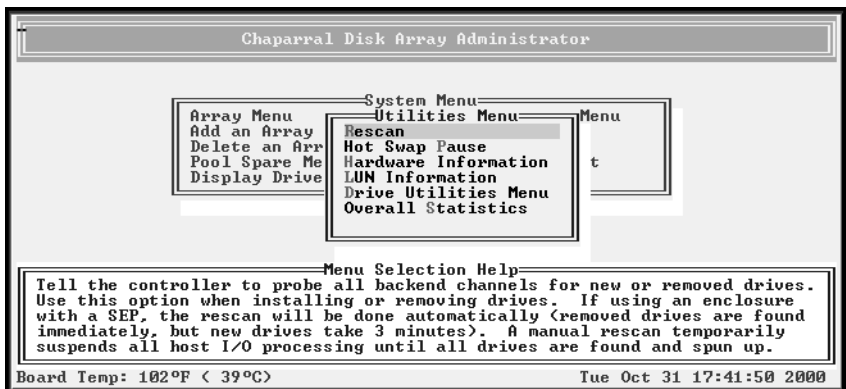 Chaparral Disk Array Administrator
System Menu
Array Menu
Add an Array
Delete an Arr
Pool Spare Me
Display Drive
Menu
t
Utilities Menu
Rescan
Hot Swap Pause
Hardware Information
LUN Information
Drive Utilities Menu
Overall Statistics
Menu Selection Help
Tell the controller to probe all backend channels for new or removed drives.
Use this option when installing or removing drives.  If using an enclosure
with a SEP, the rescan will be done automatically (removed drives are found
immediately, but new drives take 3 minutes).  A manual rescan temporarily
suspends all host I/O processing until all drives are found and spun up.
Board Temp: 102ºF ( 39ºC)
Tue Oct 31 17:41:50 2000